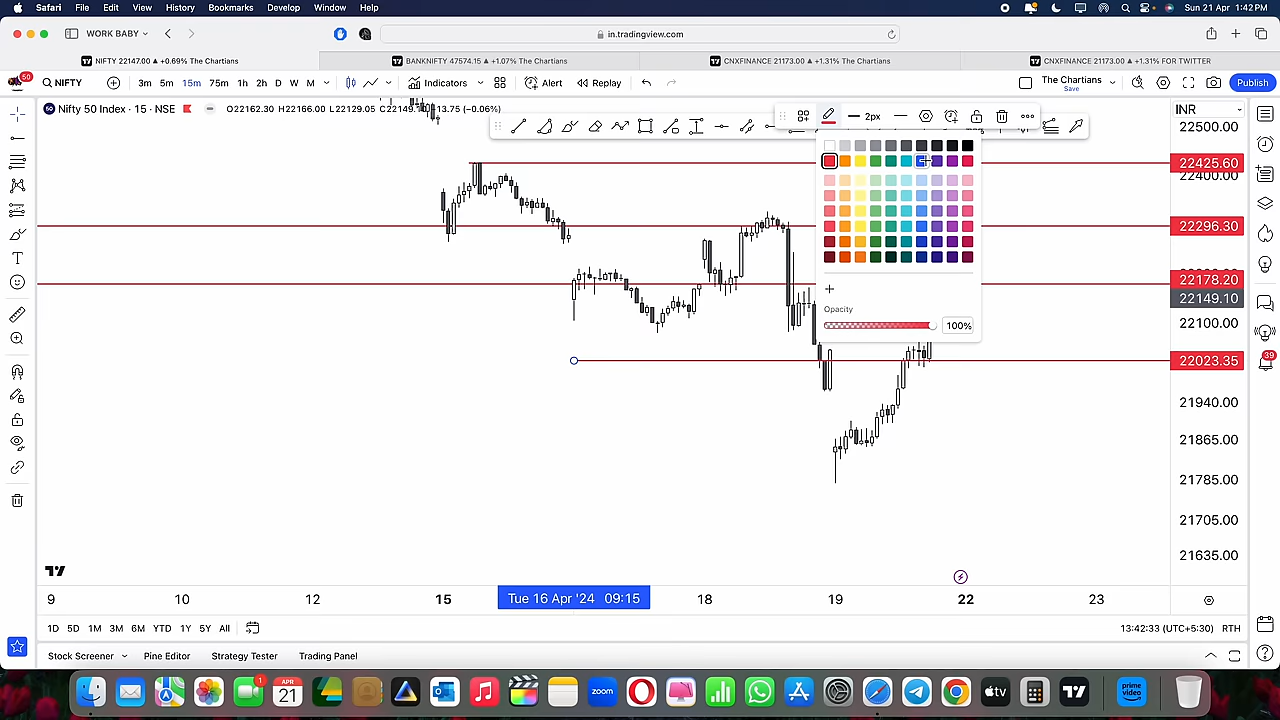 Safari File Edit View History Bookmarks Develop Window Help Sun 21 Apr 1:42 PM
WORK BABY in.tradingview.com
NIFTY 22147.00 ▲ +0.69% The Chartians BANKNIFTY 47574.15 ▲ +1.07% The Chartians CNXFINANCE 21173.00 ▲ +1.31% The Chartians CNXFINANCE 21173.00 ▲ +1.31% FOR TWITTER
50 NIFTY 3m 5m 15m 75m 1h 2h D W M Indicators Alert Replay The Chartians Save Publish
Nifty 50 Index · 15 · NSE O22162.30 H22166.00 L22129.05 13.75 (−0.06%) 2px INR
22500.00
22425.60
22400.00
22296.30
22178.20
22149.10
Opacity
22100.00
100%
22023.35
39
21940.00
21865.00
21785.00
21705.00
21635.00
9 10 12 15 Tue 16 Apr '24 09:15 18 19 22 23
1D 5D 1M 3M 6M YTD 1Y 5Y All 13:42:33 (UTC+5:30) RTH
Stock Screener Pine Editor Strategy Tester Trading Panel
1
APR
21
zoom
tv
prime video